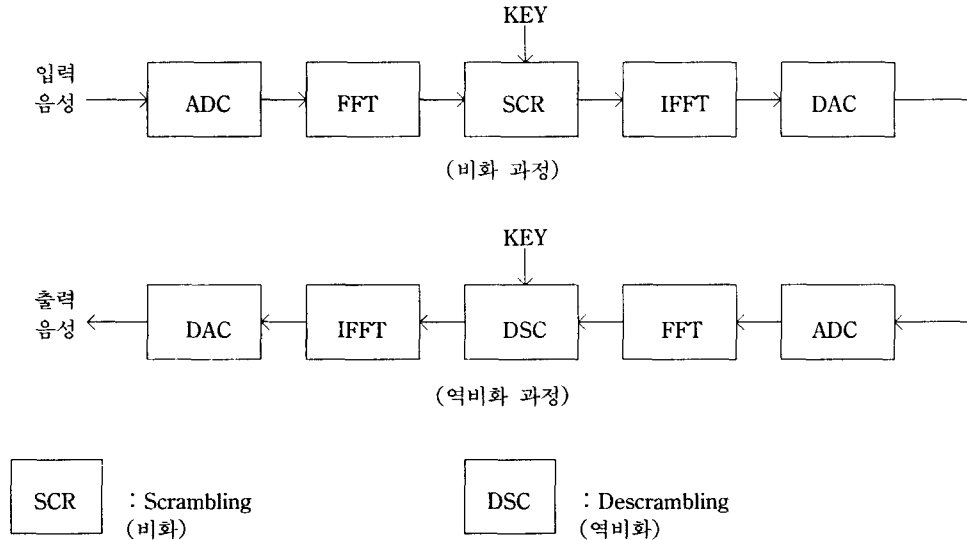 KEY
입력
음성
ADC
FFT
SCR
IFFT
DAC
(비화 과정)
KEY
출력
음성
DAC
IFFT
DSC
FFT
ADC
(역비화 과정)
SCR
: Scrambling
(비화)
DSC
: Descrambling
(역비화)